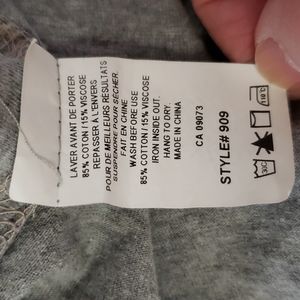 LAVER AVANT DE PORTER
85% COTON / 15% VISCOSE
REPASSER À L'ENVERS
POUR DE MEILLEURS RESULTATS
SUSPENDRE POUR SÉCHER.
FAIT EN CHINE
WASH BEFORE USE
85% COTTON / 15% VISCOSE
IRON INSIDE OUT.
HANG TO DRY
MADE IN CHINA
CA 09073
STYLE# 909
30C